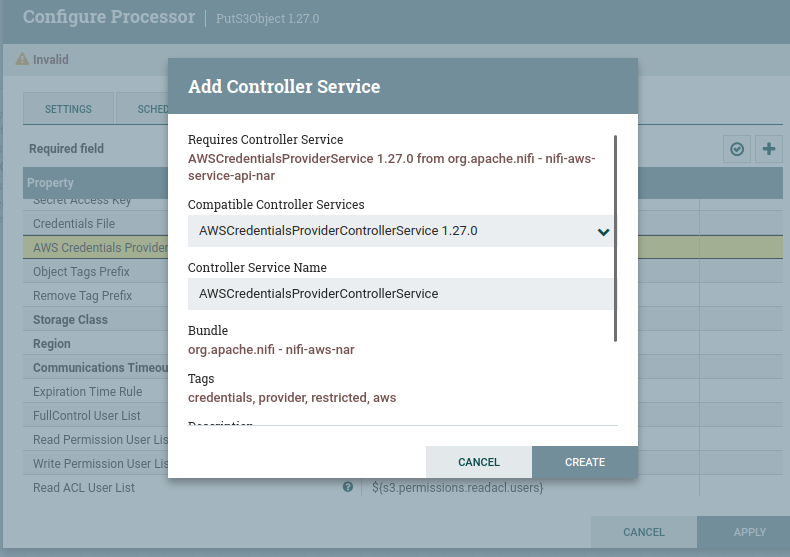 Configure Processor
PutS3Object 1.27.0
Invalid
SETTINGS
SCHED
Required field
Property
Secret Access Key
Credentials File
AWS Credentials Provider
Object Tags Prefix
Remove Tag Prefix
Storage Class
Region
Communications Timeou
Expiration Time Rule
FullControl User List
Read Permission User Lis
Write Permission User Lis
Read ACL User List
${s3.permissions.readacl.users}
CANCEL
APPLY
Add Controller Service
Requires Controller Service
AWSCredentialsProviderService 1.27.0 from org.apache.nifi - nifi-aws-
service-api-nar
Compatible Controller Services
AWSCredentialsProviderControllerService 1.27.0
Controller Service Name
AWSCredentialsProviderControllerService
Bundle
org.apache.nifi - nifi-aws-nar
Tags
credentials, provider, restricted, aws
Description
CANCEL
CREATE